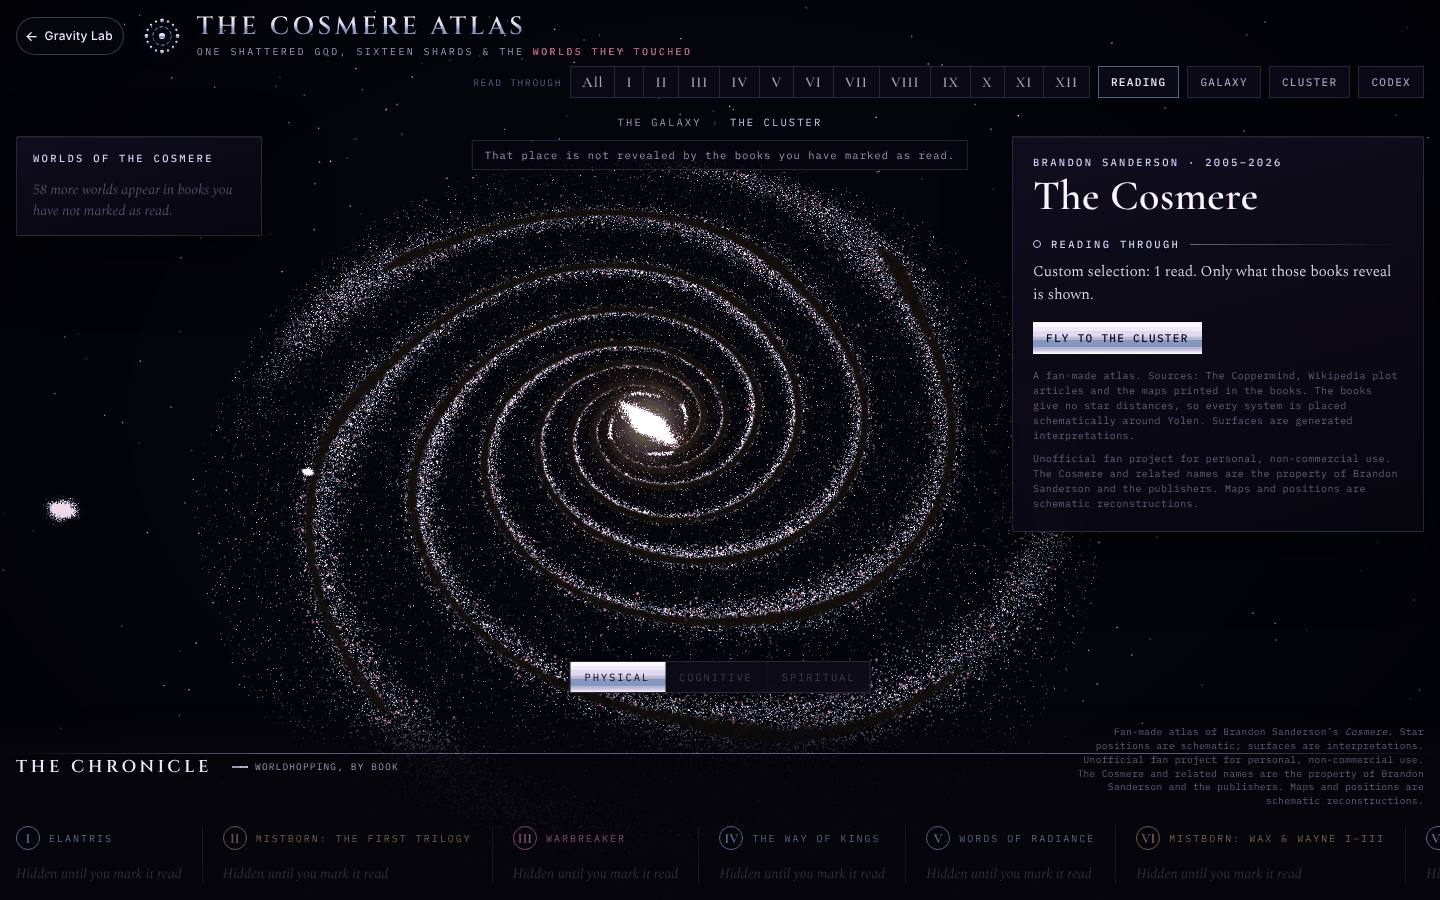 ← Gravity Lab
THE COSMERE ATLAS
ONE SHATTERED GOD, SIXTEEN SHARDS & THE WORLDS THEY TOUCHED
READ THROUGH All I II III IV V VI VII VIII IX X XI XII READING GALAXY CLUSTER CODEX
THE GALAXY › THE CLUSTER
That place is not revealed by the books you have marked as read.
WORLDS OF THE COSMERE
58 more worlds appear in books you
have not marked as read.
BRANDON SANDERSON · 2005–2026
The Cosmere
READING THROUGH
Custom selection: 1 read. Only what those books reveal
is shown.
FLY TO THE CLUSTER
A fan-made atlas. Sources: The Coppermind, Wikipedia plot
articles and the maps printed in the books. The books
give no star distances, so every system is placed
schematically around Yolen. Surfaces are generated
interpretations.
Unofficial fan project for personal, non-commercial use.
The Cosmere and related names are the property of Brandon
Sanderson and the publishers. Maps and positions are
schematic reconstructions.
PHYSICAL COGNITIVE SPIRITUAL
Fan-made atlas of Brandon Sanderson's Cosmere. Star
positions are schematic; surfaces are interpretations.
Unofficial fan project for personal, non-commercial use.
The Cosmere and related names are the property of Brandon
Sanderson and the publishers. Maps and positions are
schematic reconstructions.
THE CHRONICLE WORLDHOPPING, BY BOOK
I ELANTRIS
Hidden until you mark it read
II MISTBORN: THE FIRST TRILOGY
Hidden until you mark it read
III WARBREAKER
Hidden until you mark it read
IV THE WAY OF KINGS
Hidden until you mark it read
V WORDS OF RADIANCE
Hidden until you mark it read
VI MISTBORN: WAX & WAYNE I–III
Hidden until you mark it read